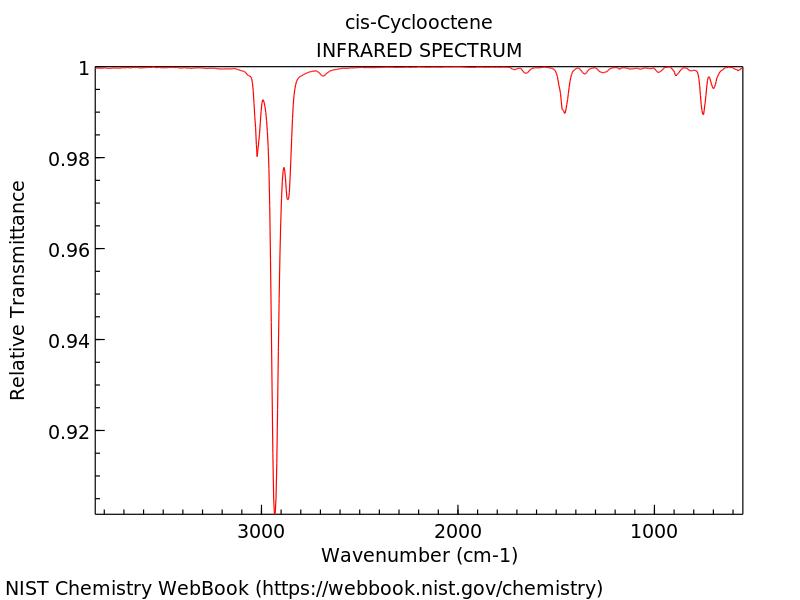 cis-Cyclooctene
INFRARED SPECTRUM
1
0.98
0.96
0.94
0.92
Relative Transmittance
3000 2000 1000
Wavenumber (cm-1)
NIST Chemistry WebBook (https://webbook.nist.gov/chemistry)